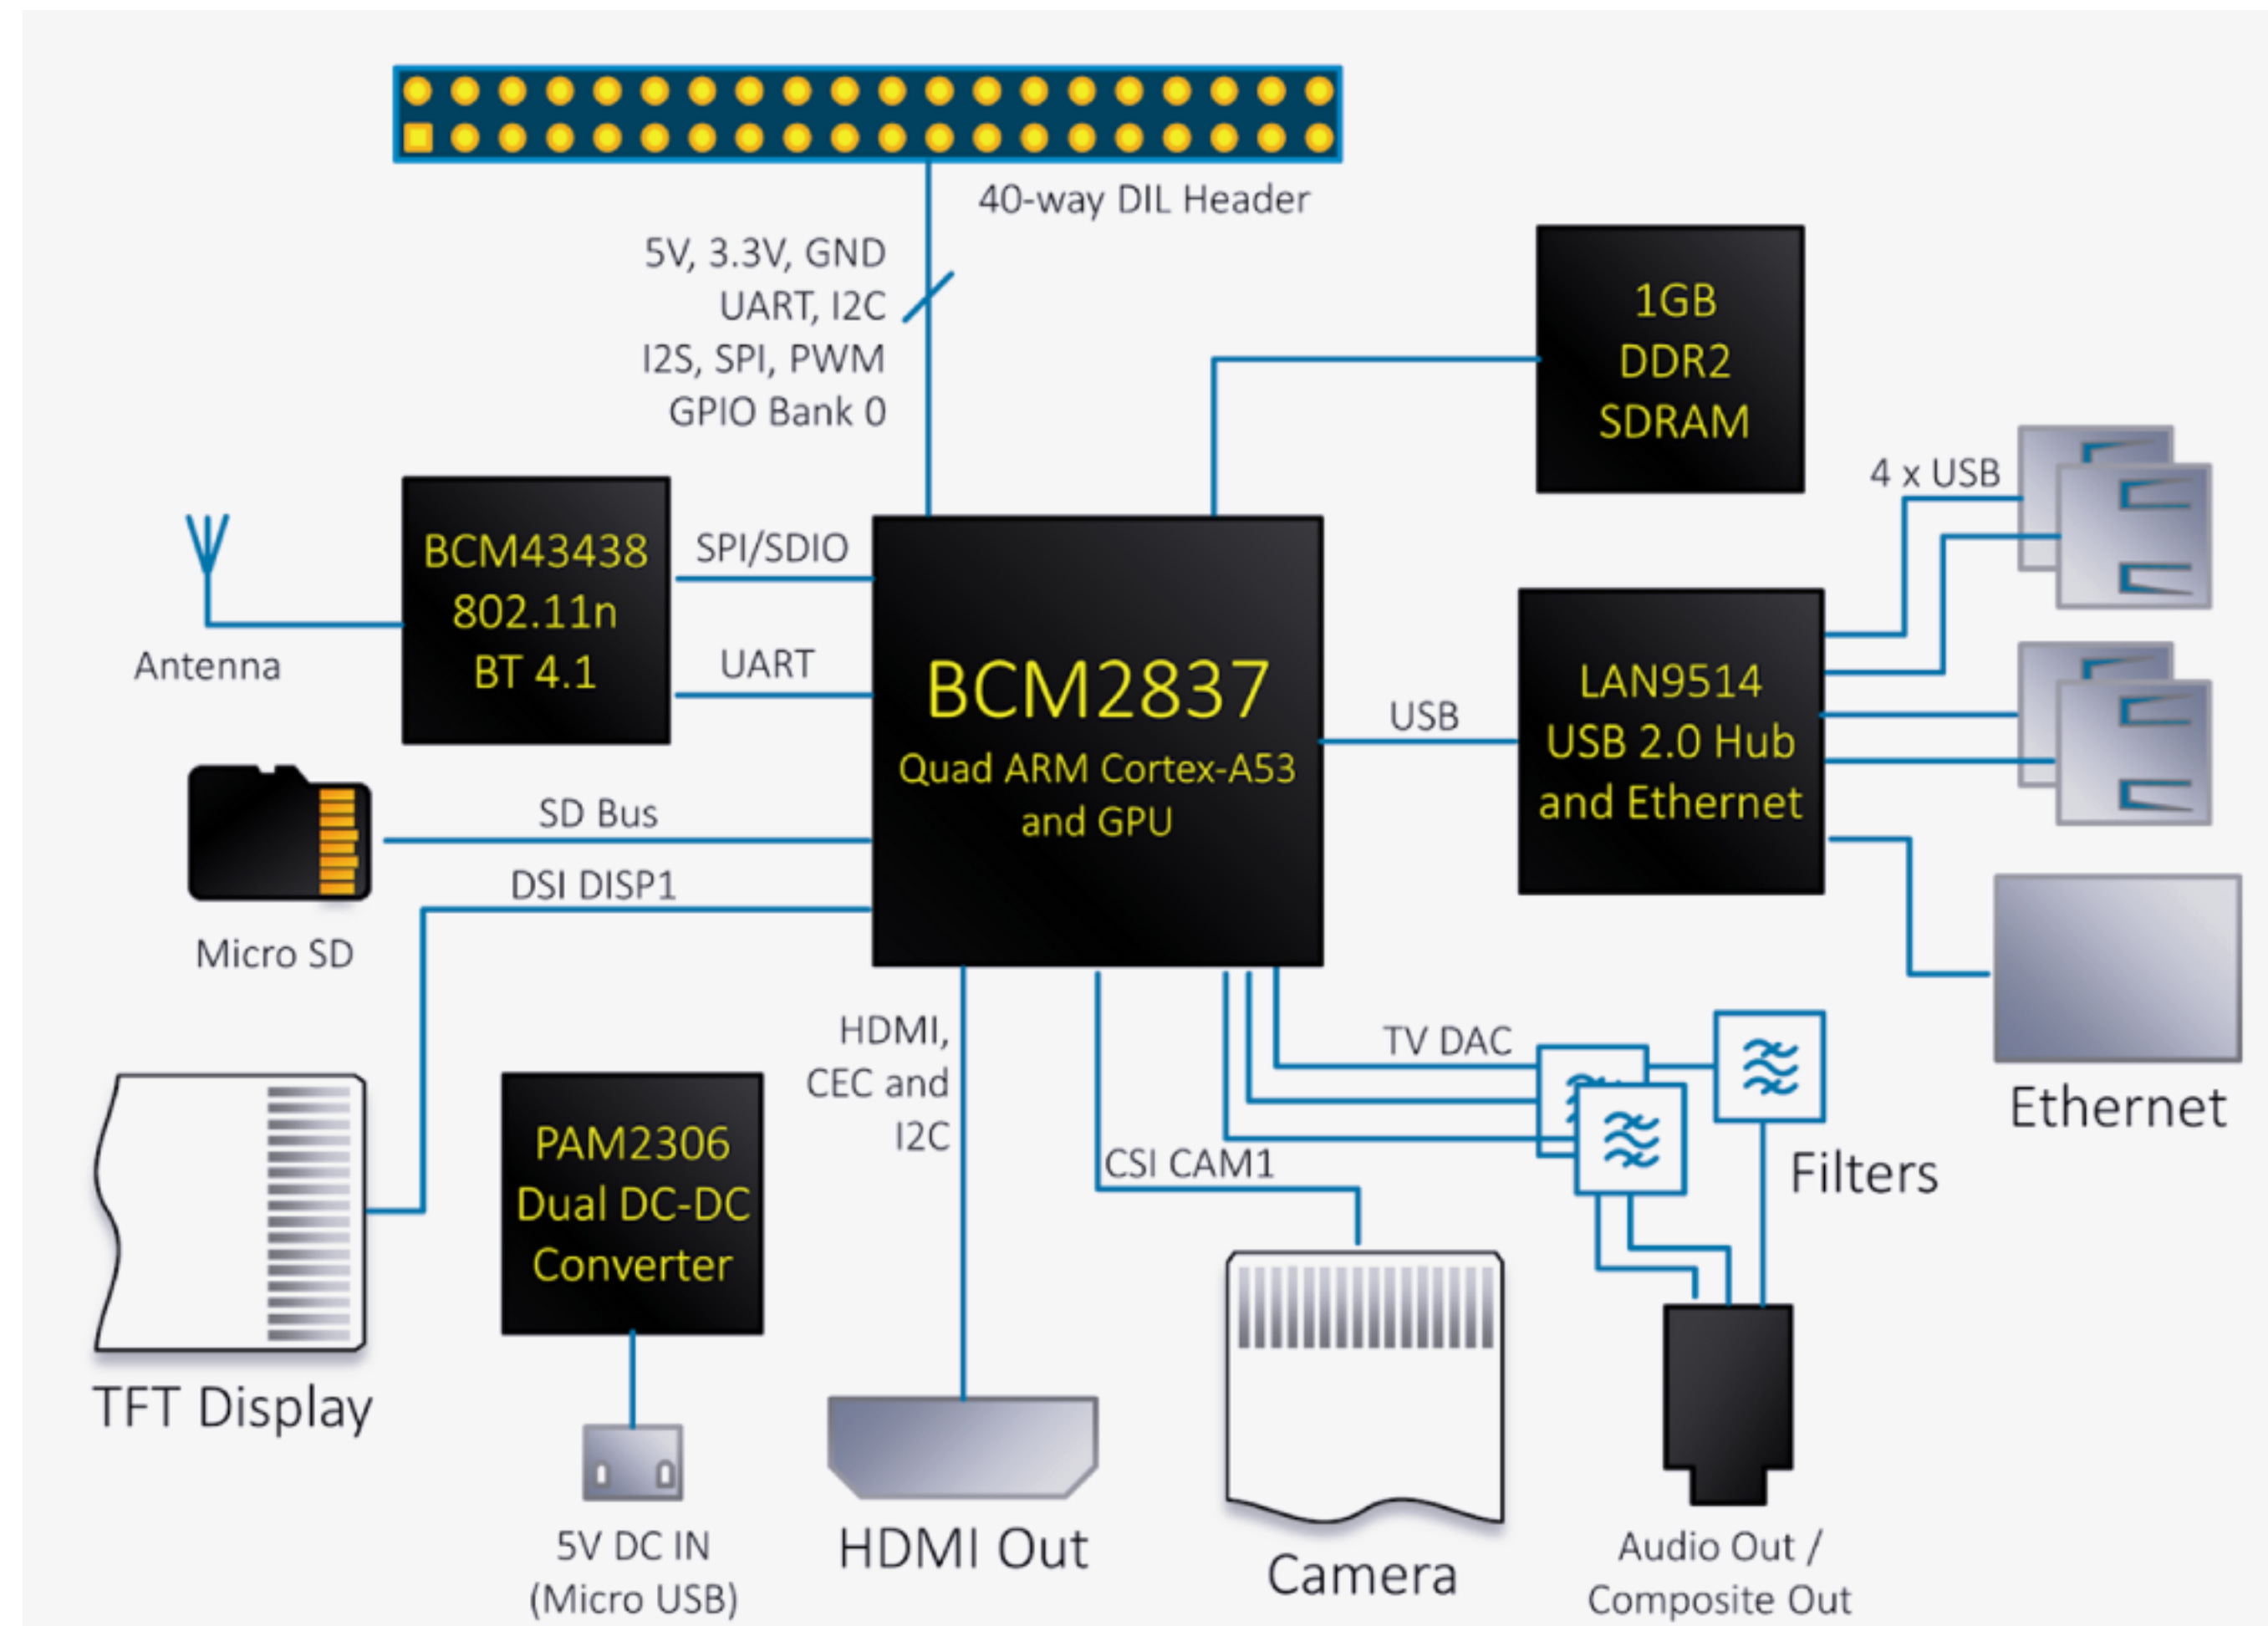 40-way DIL Header
5V, 3.3V, GND
UART, I2C
I2S, SPI, PWM
GPIO Bank 0
1GB
DDR2
SDRAM
4 x USB
BCM43438
802.11n
BT 4.1
SPI/SDIO
UART
Antenna
BCM2837
Quad ARM Cortex-A53
and GPU
USB
LAN9514
USB 2.0 Hub
and Ethernet
SD Bus
DSI DISP1
Micro SD
HDMI,
CEC and
I2C
TV DAC
CSI CAM1
Filters
Ethernet
PAM2306
Dual DC-DC
Converter
TFT Display
5V DC IN
(Micro USB)
HDMI Out
Camera
Audio Out /
Composite Out